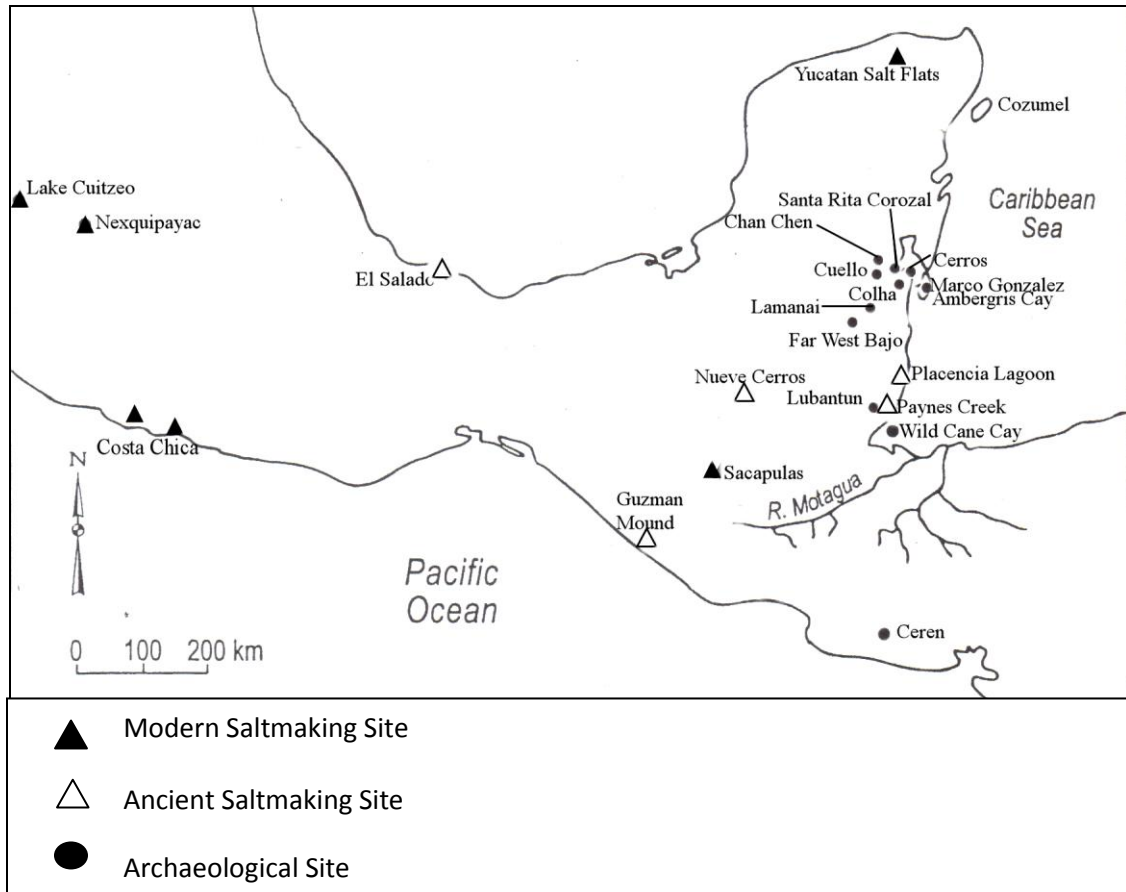 Yucatan Salt Flats
Cozumel
Lake Cuitzeo
Nexquipayac
Santa Rita Corozal
Caribbean
Sea
Chan Chen
El Salado
Cuello
Cerros
Colha
Marco Gonzalez
Ambergris Cay
Lamanai
Far West Bajo
Nueve Cerros
Placencia Lagoon
Lubantun
Paynes Creek
Wild Cane Cay
Costa Chica
N
Sacapulas
R. Motagua
Guzman
Mound
Pacific
Ocean
Ceren
0 100 200 km
Modern Saltmaking Site
Ancient Saltmaking Site
Archaeological Site